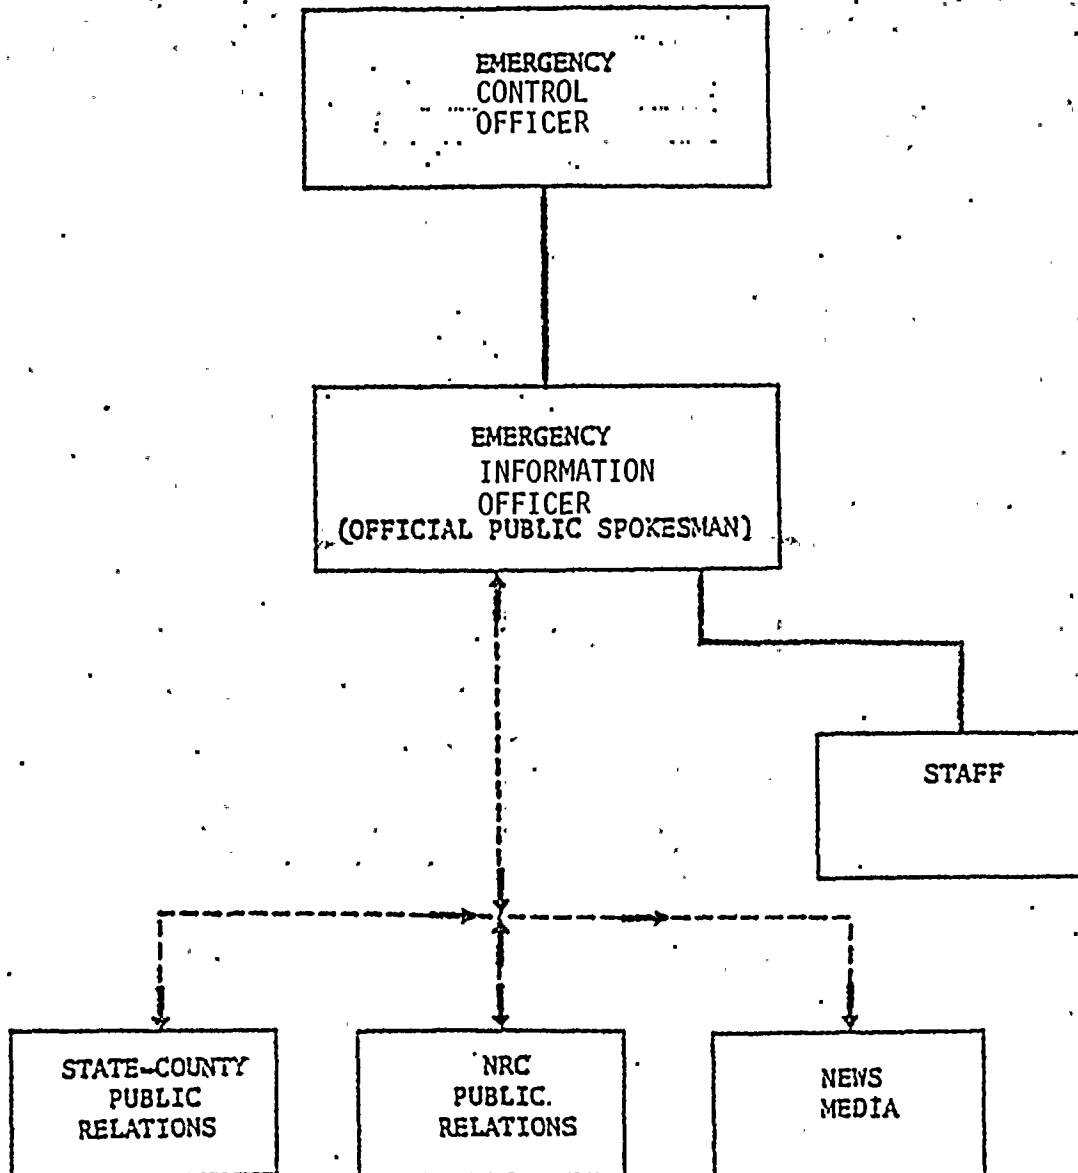 EMERGENCY
CONTROL
OFFICER
EMERGENCY
INFORMATION
OFFICER
(OFFICIAL PUBLIC SPOKESMAN)
STAFF
STATE-COUNTY
PUBLIC
RELATIONS
NRC
PUBLIC.
RELATIONS
NEWS
MEDIA